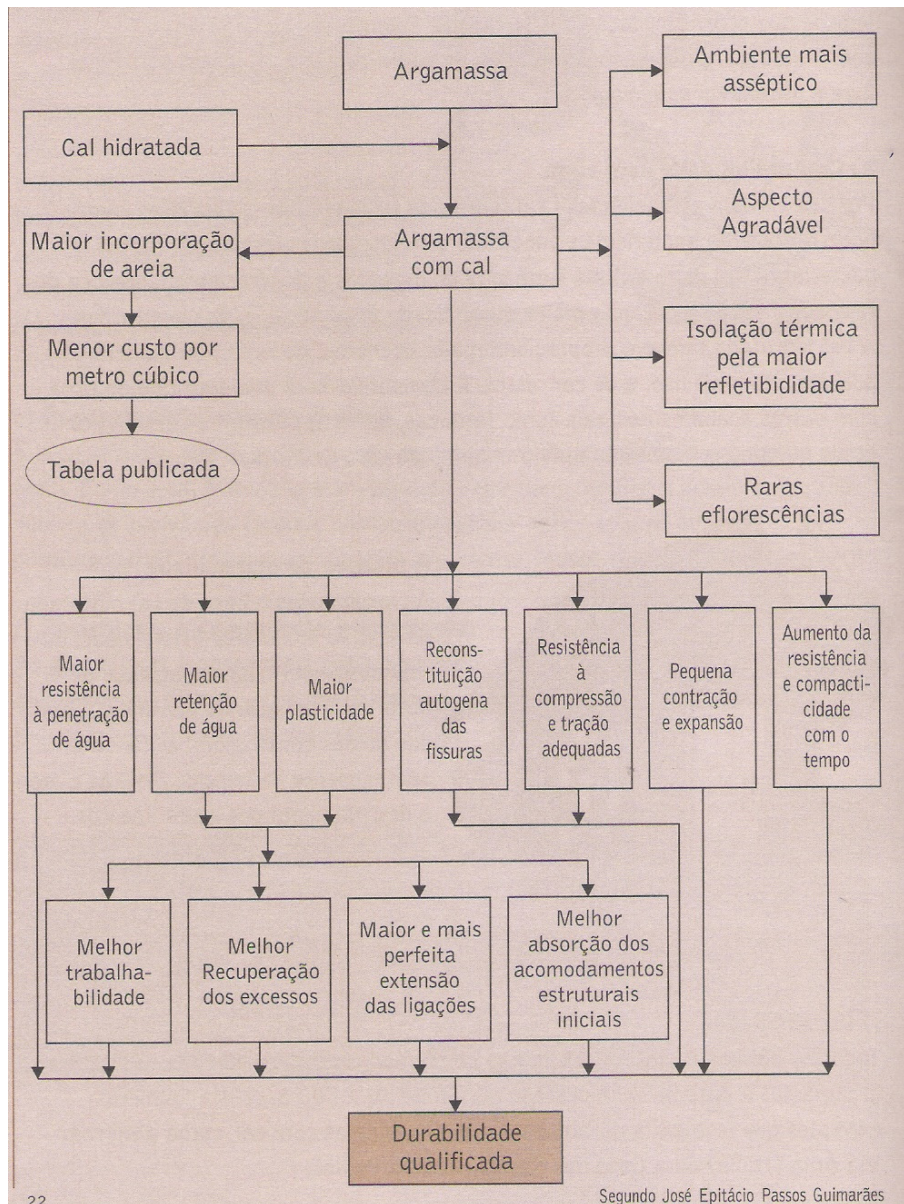 Argamassa
Ambiente mais
asséptico
Cal hidratada
Aspecto
Agradável
Maior incorporação
de areia
Argamassa
com cal
Isolação térmica
pela maior
refletibididade
Menor custo por
metro cúbico
Tabela publicada
Raras
eflorescências
Maior
resistência
à penetração
de água
Maior
retenção
de água
Maior
plasticidade
Recons-
tituição
autogena
das
fissuras
Resistência
à
compressão
e tração
adequadas
Pequena
contração
e expansão
Aumento da
resistência
e compacti-
cidade
com o
tempo
Melhor
trabalha-
bilidade
Melhor
Recuperação
dos excessos
Maior e mais
perfeita
extensão
das ligações
Melhor
absorção dos
acomodamentos
estruturais
iniciais
Durabilidade
qualificada
22
Segundo José Epitácio Passos Guimarães